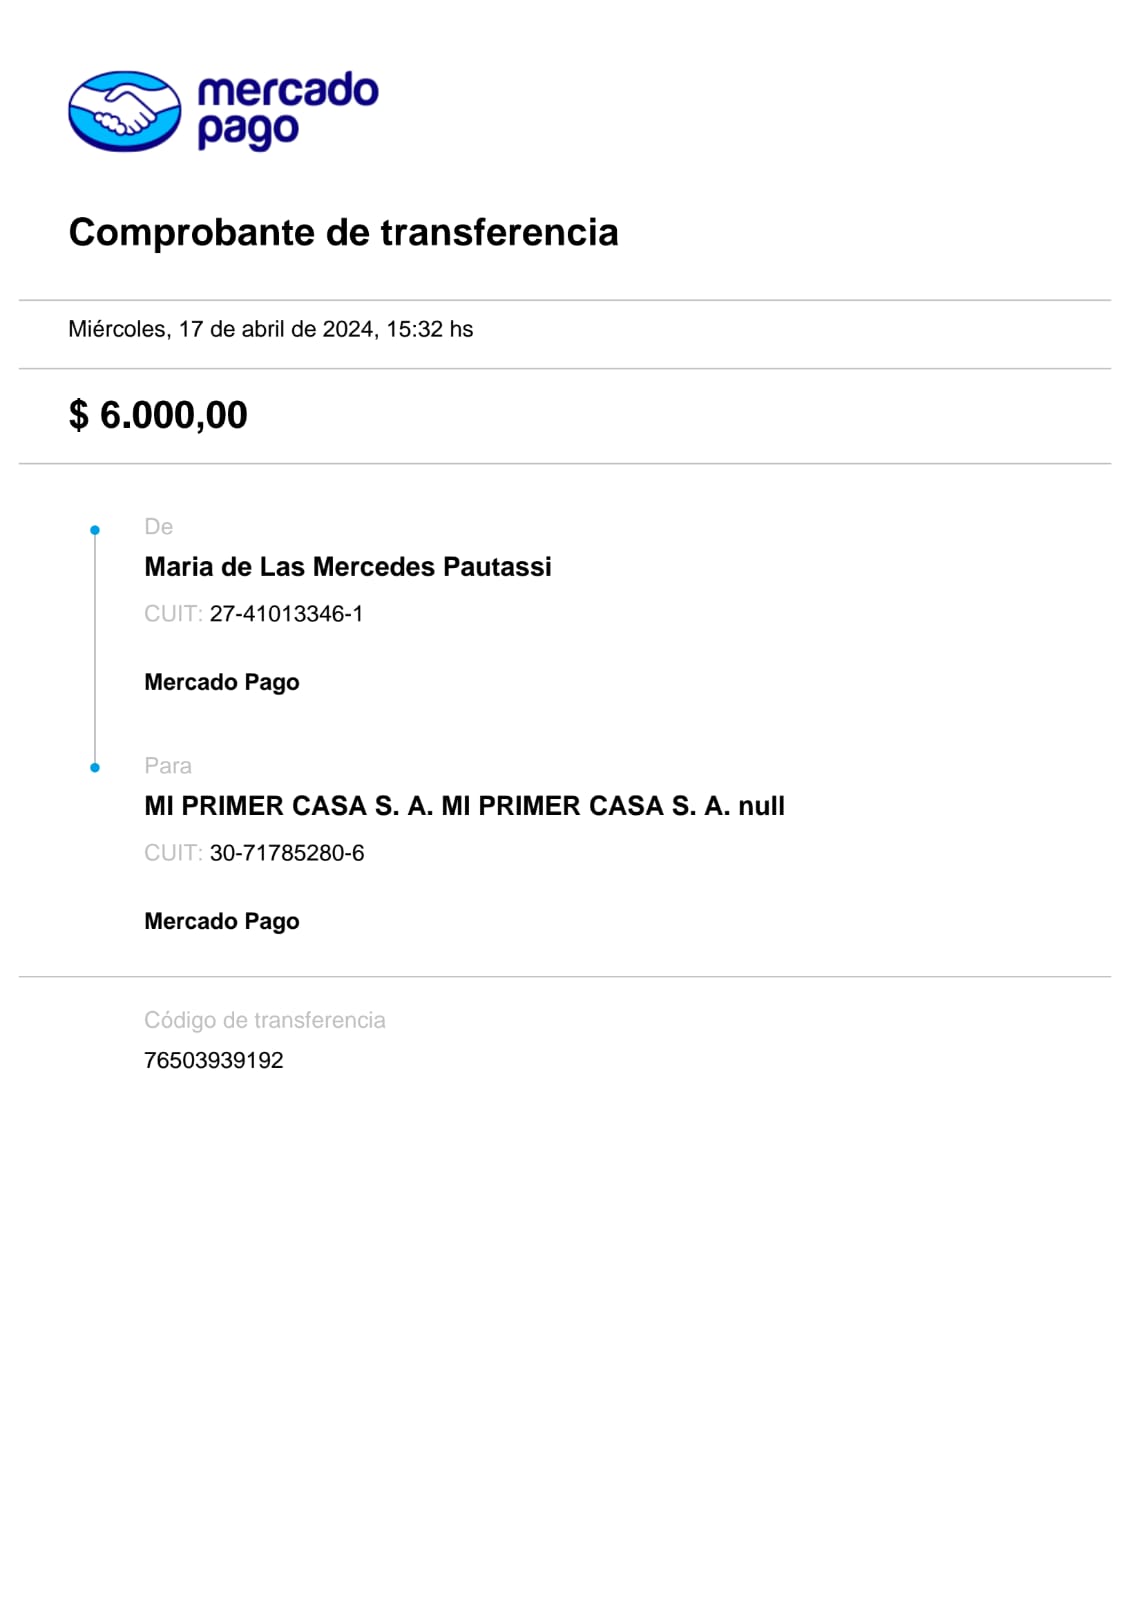 mercado
pago
Comprobante de transferencia
Miércoles, 17 de abril de 2024, 15:32 hs
$ 6.000,00
De
Maria de Las Mercedes Pautassi
CUIT: 27-41013346-1
Mercado Pago
Para
MI PRIMER CASA S. A. MI PRIMER CASA S. A. null
CUIT: 30-71785280-6
Mercado Pago
Código de transferencia
76503939192